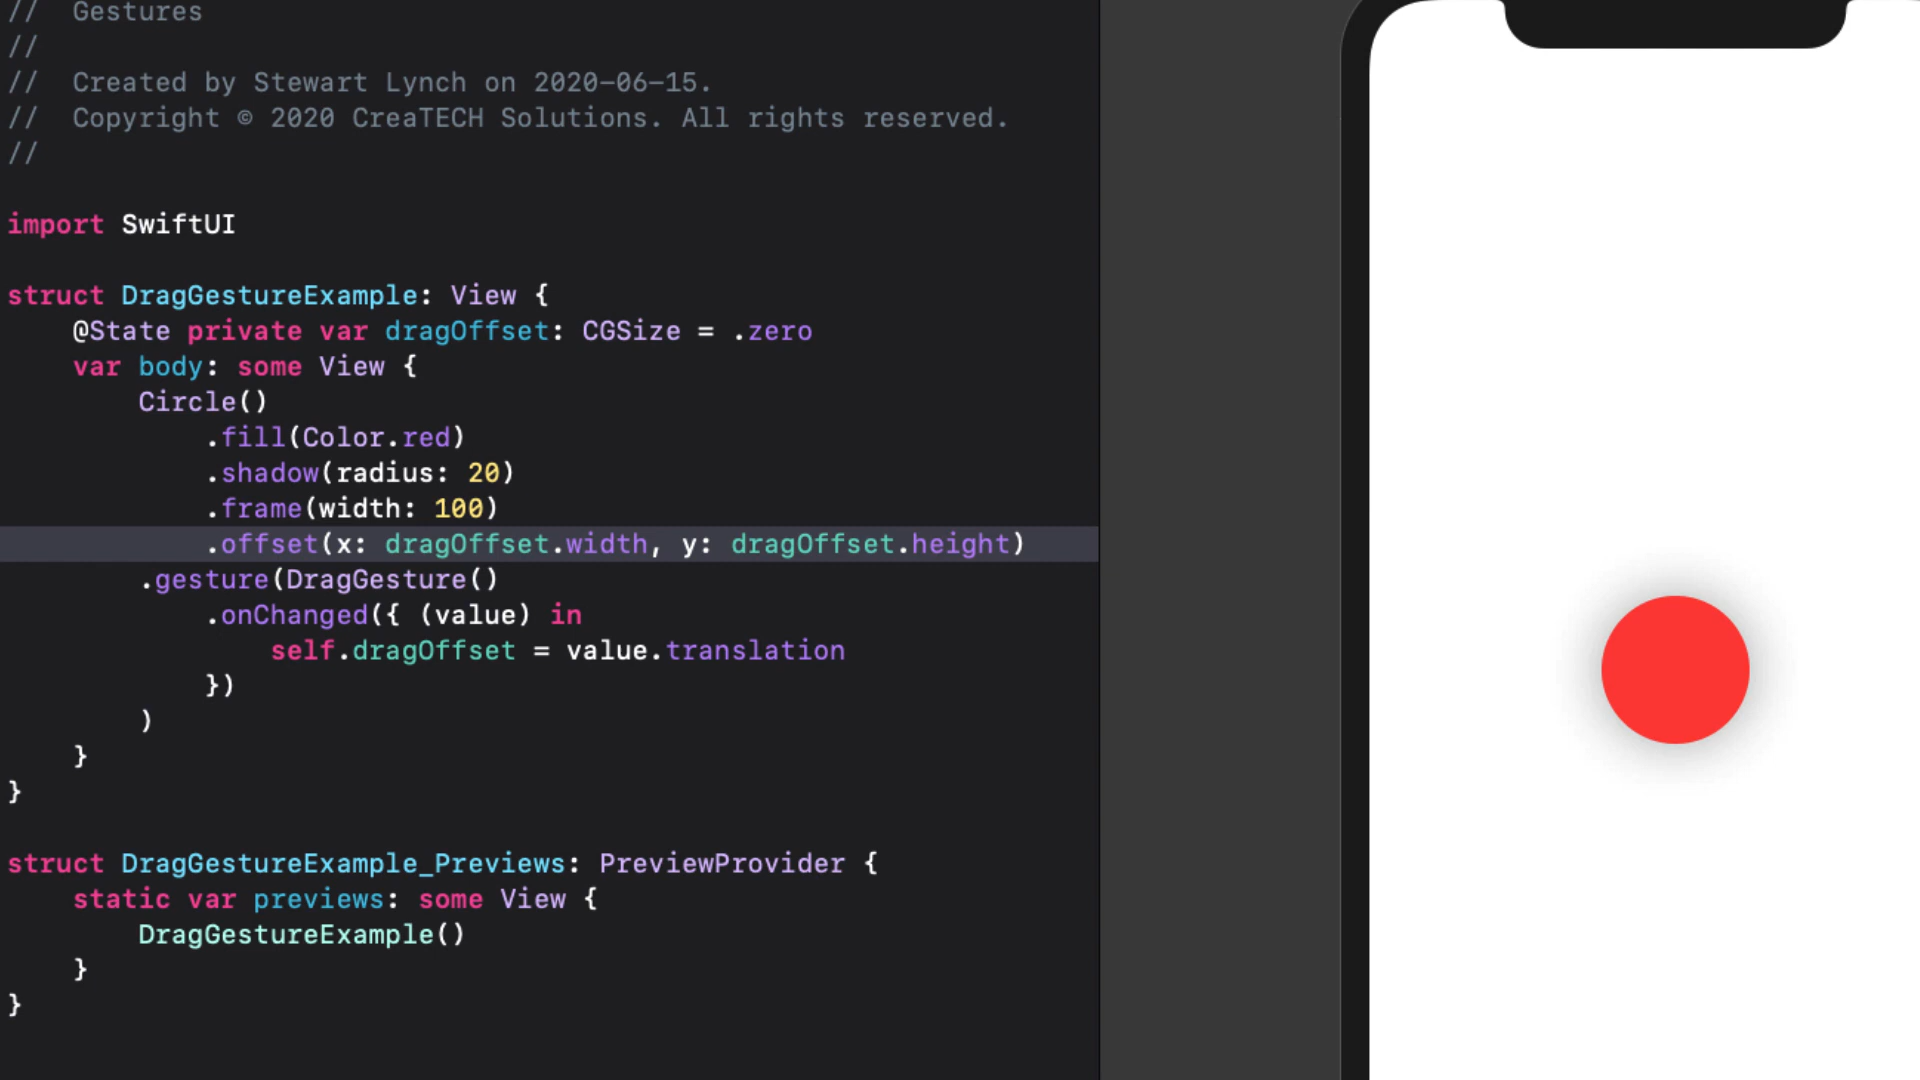 //  Gestures
//
//  Created by Stewart Lynch on 2020-06-15.
//  Copyright © 2020 CreaTECH Solutions. All rights reserved.
//
import SwiftUI
struct DragGestureExample: View {
    @State private var dragOffset: CGSize = .zero
    var body: some View {
        Circle()
            .fill(Color.red)
            .shadow(radius: 20)
            .frame(width: 100)
            .offset(x: dragOffset.width, y: dragOffset.height)
        .gesture(DragGesture()
            .onChanged({ (value) in
                self.dragOffset = value.translation
            })
        )
    }
}
struct DragGestureExample_Previews: PreviewProvider {
    static var previews: some View {
        DragGestureExample()
    }
}